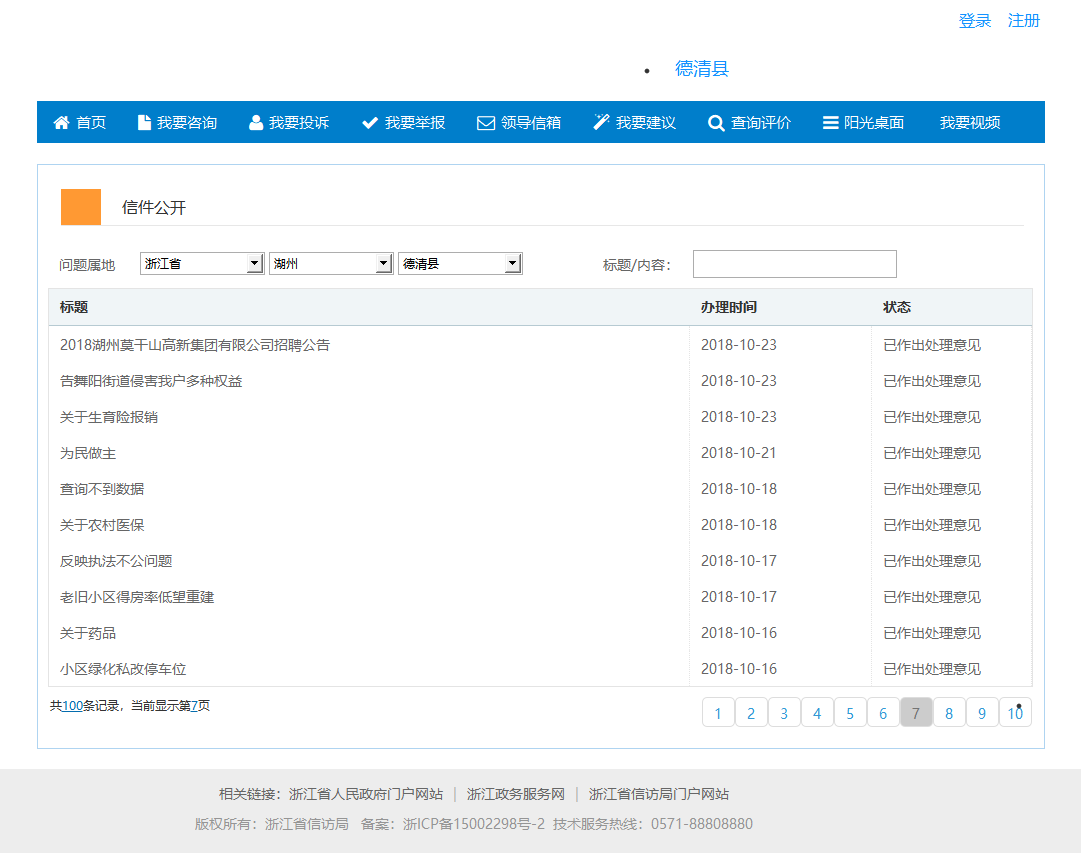 登录 注册
• 德清县
首页 我要咨询 我要投诉 我要举报 领导信箱 我要建议 查询评价 阳光桌面 我要视频
信件公开
问题属地 浙江省 湖州 德清县 标题/内容：
标题 办理时间 状态
2018湖州莫干山高新集团有限公司招聘公告 2018-10-23 已作出处理意见
告舞阳街道侵害我户多种权益 2018-10-23 已作出处理意见
关于生育险报销 2018-10-23 已作出处理意见
为民做主 2018-10-21 已作出处理意见
查询不到数据 2018-10-18 已作出处理意见
关于农村医保 2018-10-18 已作出处理意见
反映执法不公问题 2018-10-17 已作出处理意见
老旧小区得房率低望重建 2018-10-17 已作出处理意见
关于药品 2018-10-16 已作出处理意见
小区绿化私改停车位 2018-10-16 已作出处理意见
共100条记录，当前显示第7页 1 2 3 4 5 6 7 8 9 10
相关链接：浙江省人民政府门户网站 | 浙江政务服务网 | 浙江省信访局门户网站
版权所有：浙江省信访局 备案：浙ICP备15002298号-2 技术服务热线：0571-88808880